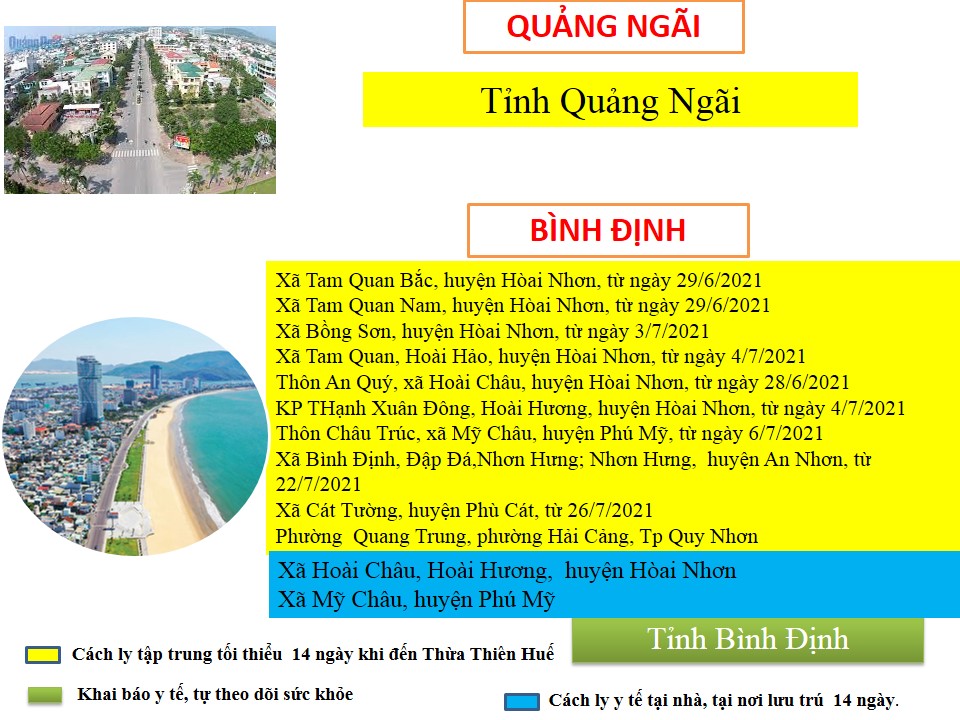 QUẢNG NGÃI
Tỉnh Quảng Ngãi
BÌNH ĐỊNH
Xã Tam Quan Bắc, huyện Hòai Nhơn, từ ngày 29/6/2021
Xã Tam Quan Nam, huyện Hòai Nhơn, từ ngày 29/6/2021
Xã Bồng Sơn, huyện Hòai Nhơn, từ ngày 3/7/2021
Xã Tam Quan, Hoài Hảo, huyện Hòai Nhơn, từ ngày 4/7/2021
Thôn An Quý, xã Hoài Châu, huyện Hòai Nhơn, từ ngày 28/6/2021
KP THạnh Xuân Đông, Hoài Hương, huyện Hòai Nhơn, từ ngày 4/7/2021
Thôn Châu Trúc, xã Mỹ Châu, huyện Phú Mỹ, từ ngày 6/7/2021
Xã Bình Định, Đập Đá,Nhơn Hưng; Nhơn Hưng, huyện An Nhơn, từ
22/7/2021
Xã Cát Tường, huyện Phù Cát, từ 26/7/2021
Phường Quang Trung, phường Hải Cảng, Tp Quy Nhơn
Xã Hoài Châu, Hoài Hương, huyện Hòai Nhơn
Xã Mỹ Châu, huyện Phú Mỹ
Tỉnh Bình Định
Cách ly tập trung tối thiểu 14 ngày khi đến Thừa Thiên Huế
Khai báo y tế, tự theo dõi sức khỏe
Cách ly y tế tại nhà, tại nơi lưu trú 14 ngày.